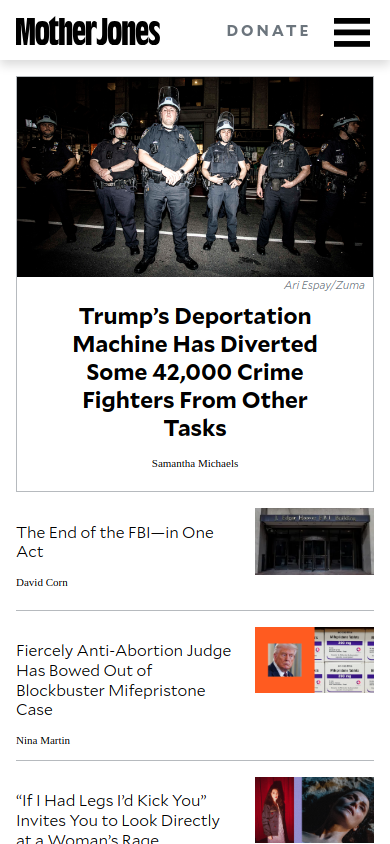 Mother Jones
DONATE
Ari Espay/Zuma
Trump’s Deportation
Machine Has Diverted
Some 42,000 Crime
Fighters From Other
Tasks
Samantha Michaels
The End of the FBI—in One
Act
David Corn
Fiercely Anti-Abortion Judge
Has Bowed Out of
Blockbuster Mifepristone
Case
Nina Martin
“If I Had Legs I’d Kick You”
Invites You to Look Directly
at a Woman’s Rage